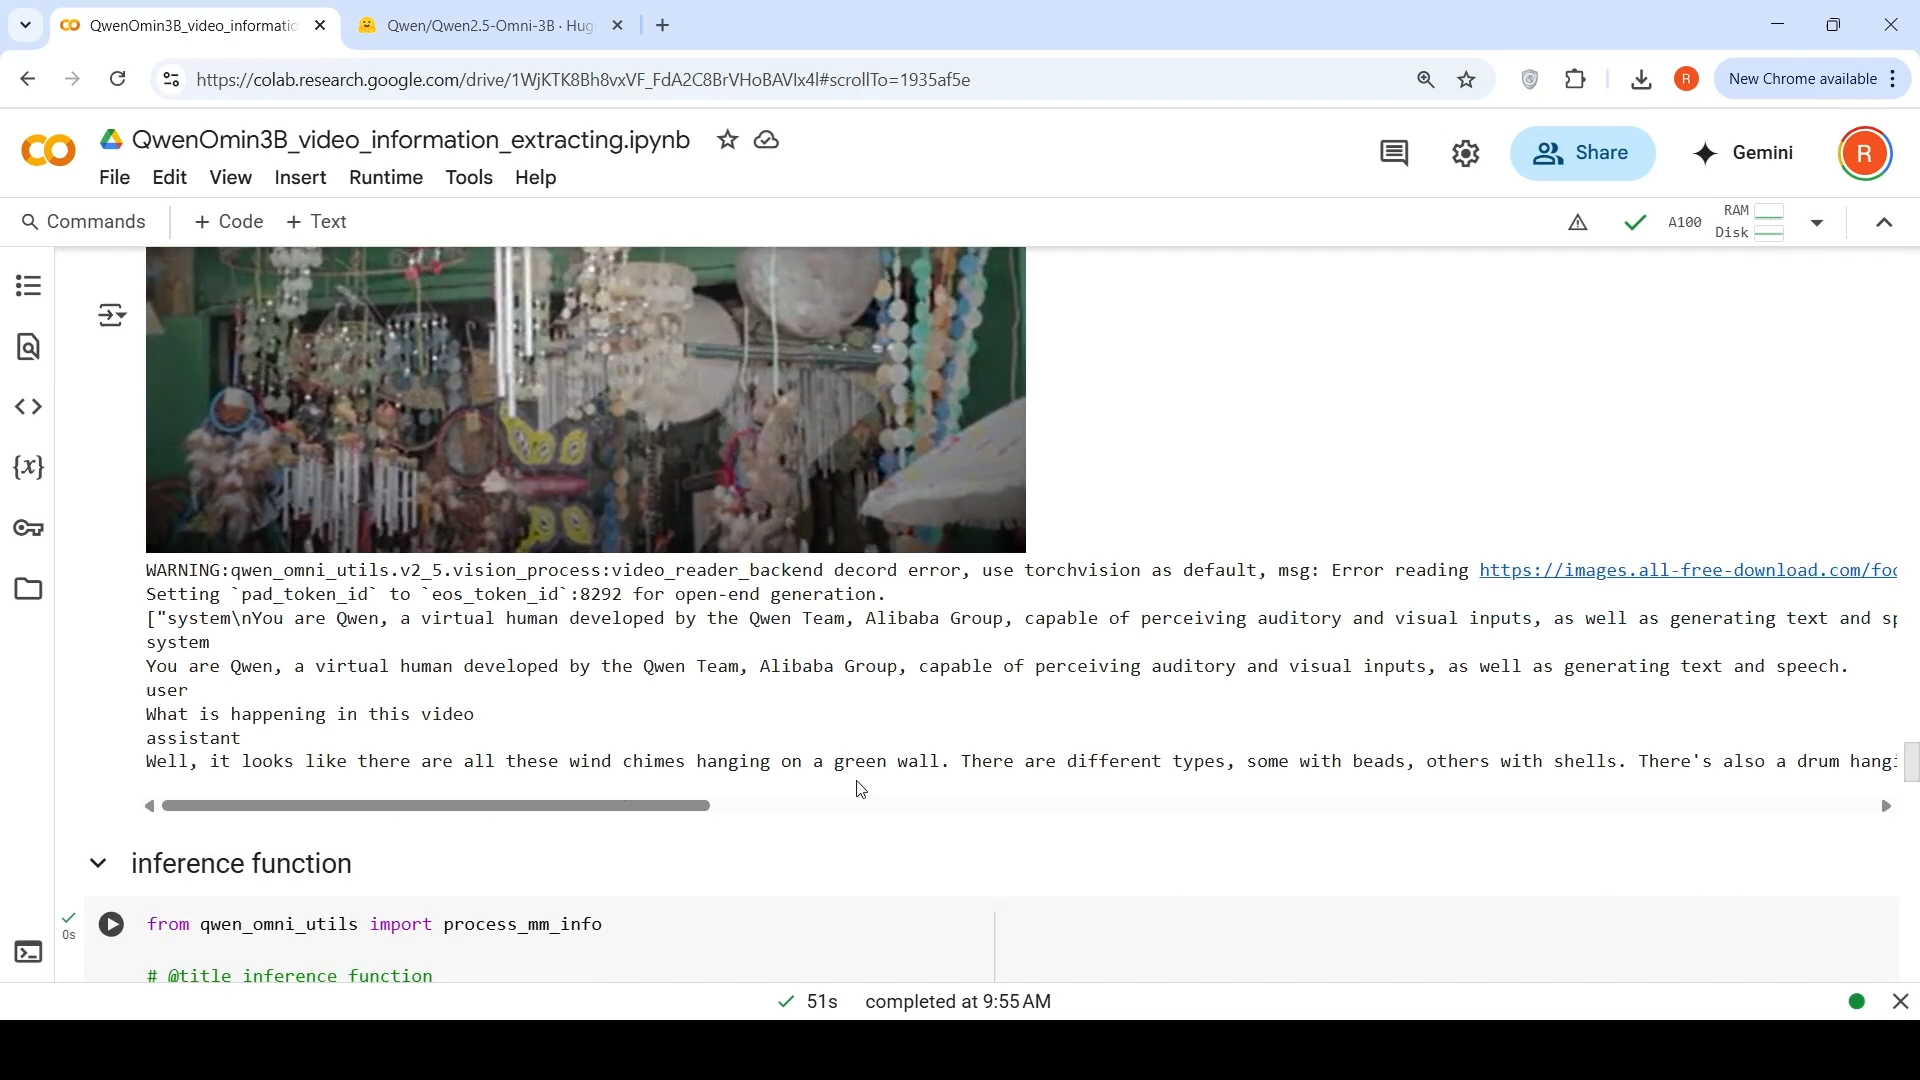 QwenOmin3B_video_informatio
Qwen/Qwen2.5-Omni-3B · Hug
https://colab.research.google.com/drive/1WjKTK8Bh8vxVF_FdA2C8BrVHoBAVIx4l#scrollTo=1935af5e
R
New Chrome available
QwenOmin3B_video_information_extracting.ipynb
Share
Gemini
R
File Edit View Insert Runtime Tools Help
Commands
+ Code + Text
A100
RAM
Disk
WARNING:qwen_omni_utils.v2_5.vision_process:video_reader_backend decord error, use torchvision as default, msg: Error reading https://images.all-free-download.com/foo
Setting `pad_token_id` to `eos_token_id`:8292 for open-end generation.
["system\nYou are Qwen, a virtual human developed by the Qwen Team, Alibaba Group, capable of perceiving auditory and visual inputs, as well as generating text and sp
system
You are Qwen, a virtual human developed by the Qwen Team, Alibaba Group, capable of perceiving auditory and visual inputs, as well as generating text and speech.
user
What is happening in this video
assistant
Well, it looks like there are all these wind chimes hanging on a green wall. There are different types, some with beads, others with shells. There's also a drum hangi
inference function
0s
from qwen_omni_utils import process_mm_info
# @title inference function
51s completed at 9:55 AM